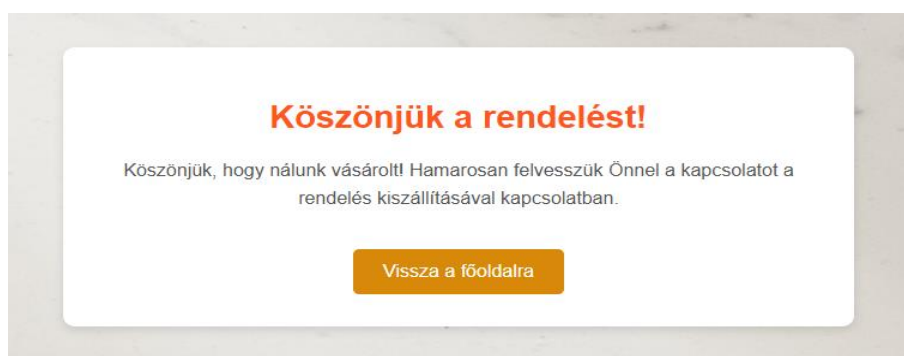 Köszönjük a rendelést!
Köszönjük, hogy nálunk vásárolt! Hamarosan felvesszük Önnel a kapcsolatot a
rendelés kiszállításával kapcsolatban.
Vissza a főoldalra